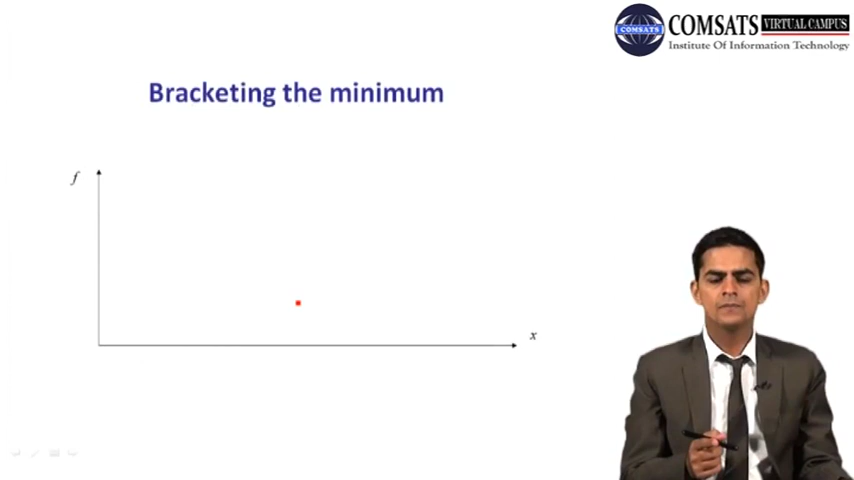 COMSATS
COMSATS VIRTUAL CAMPUS
Institute Of Information Technology
Bracketing the minimum
f
x